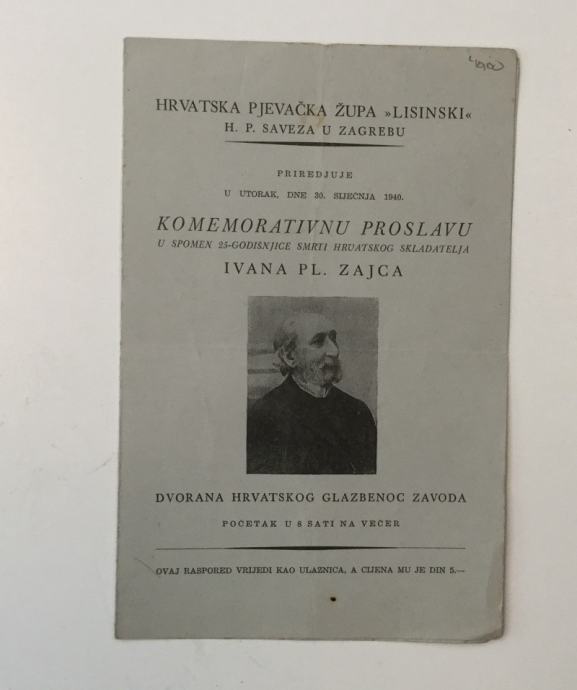 HRVATSKA PJEVAČKA ŽUPA »LISINSKI«
H. P. SAVEZA U ZAGREBU
PRIREDJUJE
U UTORAK, DNE 30. SIJEČNJA 1940.
KOMEMORATIVNU PROSLAVU
U SPOMEN 25-GODIŠNJICE SMRTI HRVATSKOG SKLADATELJA
IVANA PL. ZAJCA
DVORANA HRVATSKOG GLAZBENOG ZAVODA
POČETAK U 8 SATI NA VEČER
OVAJ RASPORED VRIJEDI KAO ULAZNICA, A CIJENA MU JE DIN 5.—